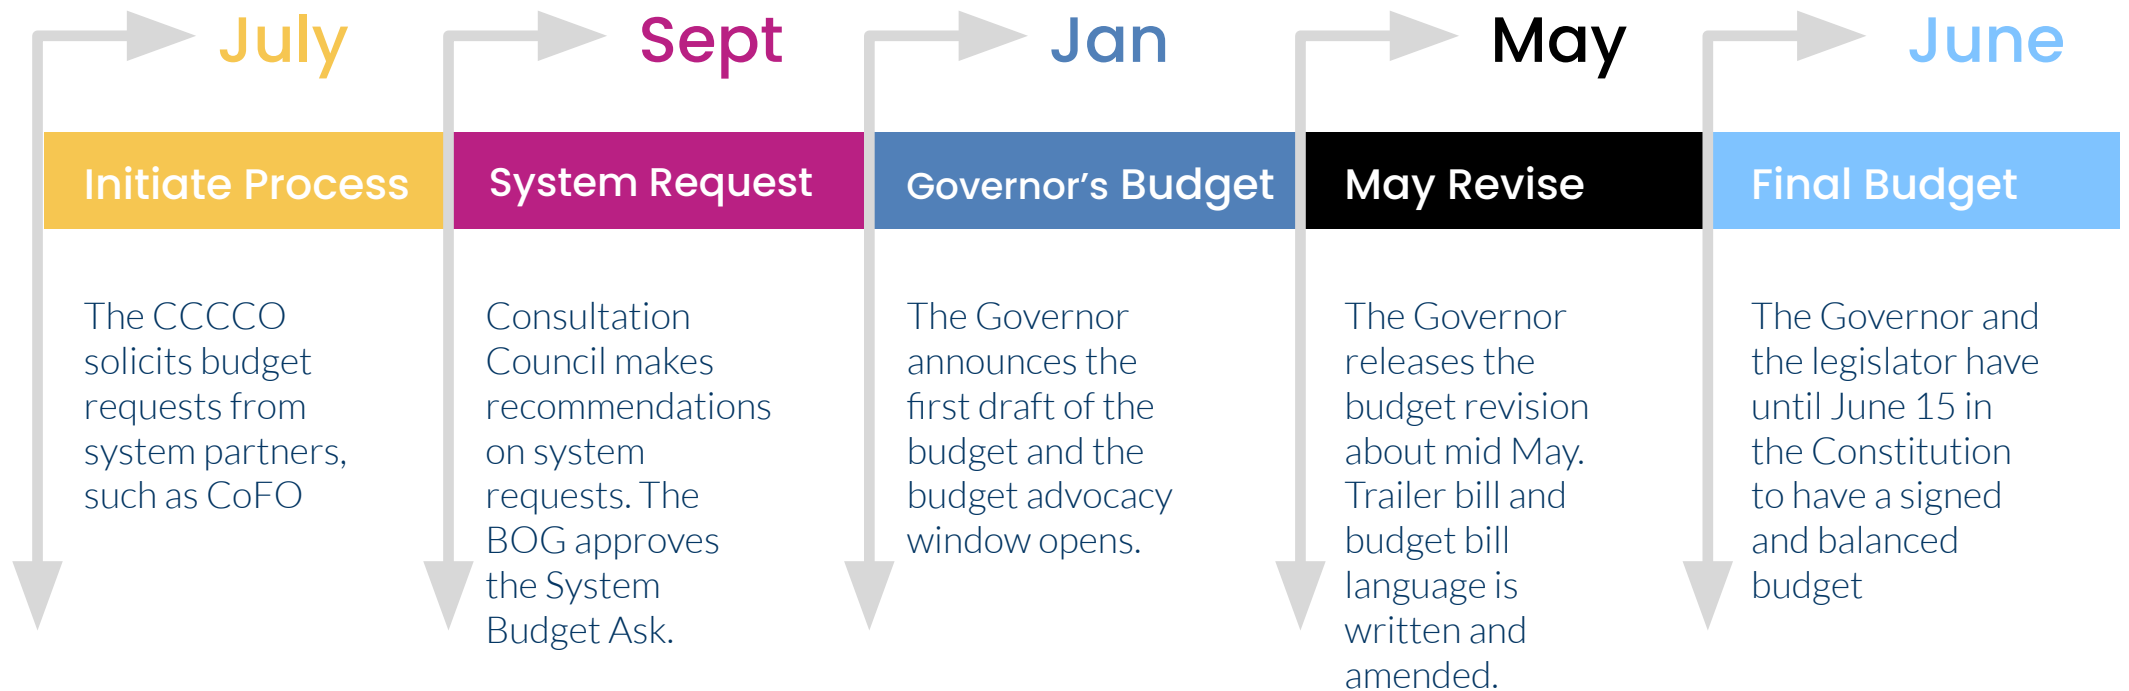 July
Sept
Jan
May
June
Initiate Process
System Request
Governor's Budget
May Revise
Final Budget
The CCCCO
solicits budget
requests from
system partners,
such as CoFO
Consultation
Council makes
recommendations
on system
requests. The
BOG approves
the System
Budget Ask.
The Governor
announces the
first draft of the
budget and the
budget advocacy
window opens.
The Governor
releases the
budget revision
about mid May.
Trailer bill and
budget bill
language is
written and
amended.
The Governor and
the legislator have
until June 15 in
the Constitution
to have a signed
and balanced
budget